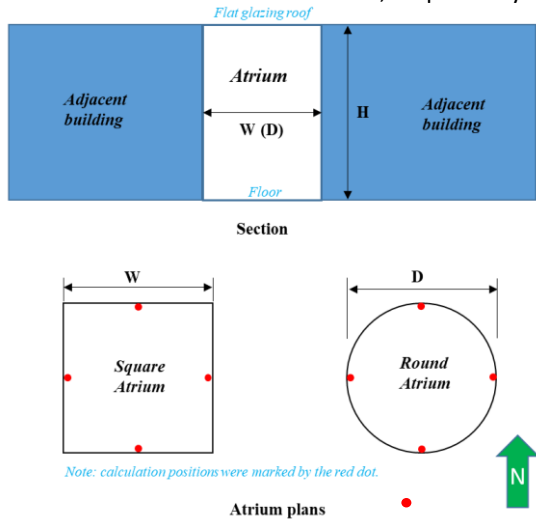 Flat glazing roof
Atrium
Adjacent
building
W (D)
H
Adjacent
building
Floor
Section
W
D
Square
Atrium
Round
Atrium
Note: calculation positions were marked by the red dot.
N
Atrium plans